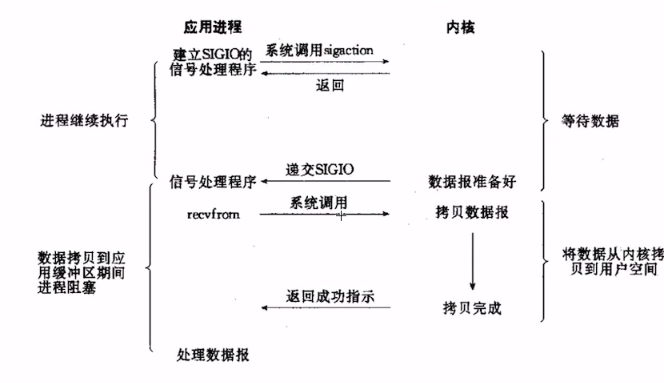 应用进程
内核
建立SIGIO的
信号处理程序
系统调用sigaction
返回
进程继续执行
等待数据
递交SIGIO
信号处理程序
数据报准备好
系统调用
recvfrom
拷贝数据报
数据拷贝到应
用缓冲区期间
进程阻塞
将数据从内核拷
贝到用户空间
返回成功指示
拷贝完成
处理数据报